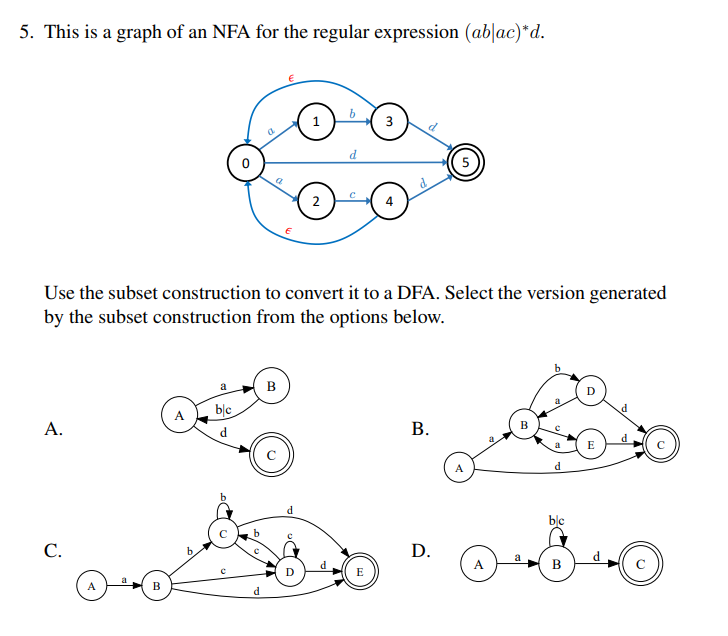 5. This is a graph of an NFA for the regular expression (ab|ac)*d.
ϵ
1 b 3
a d
0 d 5
a d
2 c 4
ϵ
Use the subset construction to convert it to a DFA. Select the version generated
by the subset construction from the options below.
A.
a B
A b|c
d
C
B.
b
D
a d
B c
a a E d C
A d
C.
b
d
C b c
b c
c D d E
A a B d
D.
b|c
A a B d C